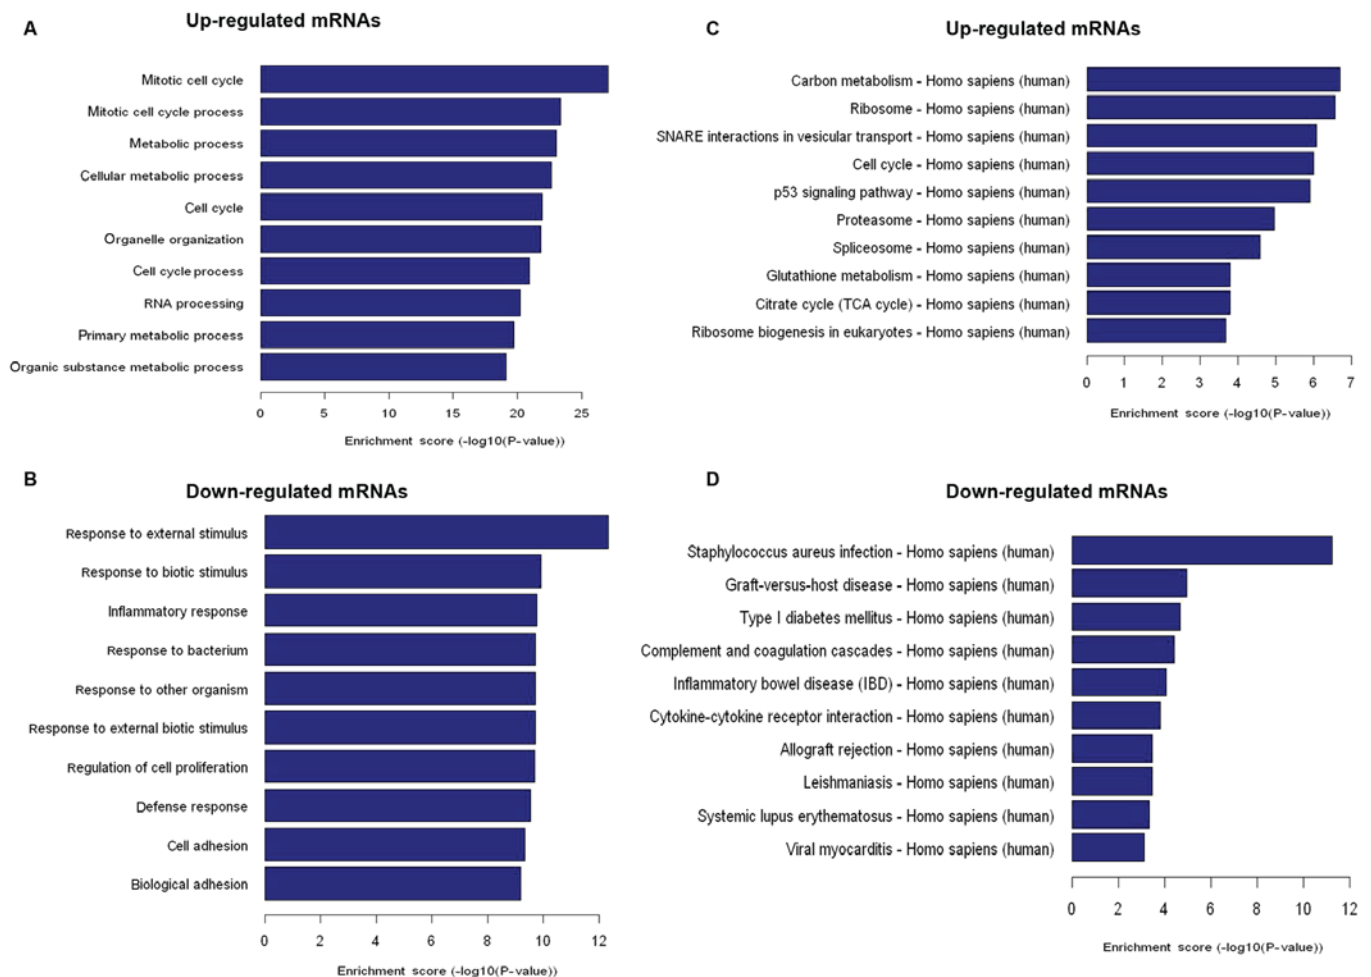 A
Up-regulated mRNAs
Mitotic cell cycle
Mitotic cell cycle process
Metabolic process
Cellular metabolic process
Cell cycle
Organelle organization
Cell cycle process
RNA processing
Primary metabolic process
Organic substance metabolic process
0 5 10 15 20 25
Enrichment score (-log10(P-value))
C
Up-regulated mRNAs
Carbon metabolism - Homo sapiens (human)
Ribosome - Homo sapiens (human)
SNARE interactions in vesicular transport - Homo sapiens (human)
Cell cycle - Homo sapiens (human)
p53 signaling pathway - Homo sapiens (human)
Proteasome - Homo sapiens (human)
Spliceosome - Homo sapiens (human)
Glutathione metabolism - Homo sapiens (human)
Citrate cycle (TCA cycle) - Homo sapiens (human)
Ribosome biogenesis in eukaryotes - Homo sapiens (human)
0 1 2 3 4 5 6 7
Enrichment score (-log10(P-value))
B
Down-regulated mRNAs
Response to external stimulus
Response to biotic stimulus
Inflammatory response
Response to bacterium
Response to other organism
Response to external biotic stimulus
Regulation of cell proliferation
Defense response
Cell adhesion
Biological adhesion
0 2 4 6 8 10 12
Enrichment score (-log10(P-value))
D
Down-regulated mRNAs
Staphylococcus aureus infection - Homo sapiens (human)
Graft-versus-host disease - Homo sapiens (human)
Type I diabetes mellitus - Homo sapiens (human)
Complement and coagulation cascades - Homo sapiens (human)
Inflammatory bowel disease (IBD) - Homo sapiens (human)
Cytokine-cytokine receptor interaction - Homo sapiens (human)
Allograft rejection - Homo sapiens (human)
Leishmaniasis - Homo sapiens (human)
Systemic lupus erythematosus - Homo sapiens (human)
Viral myocarditis - Homo sapiens (human)
0 2 4 6 8 10 12
Enrichment score (-log10(P-value))